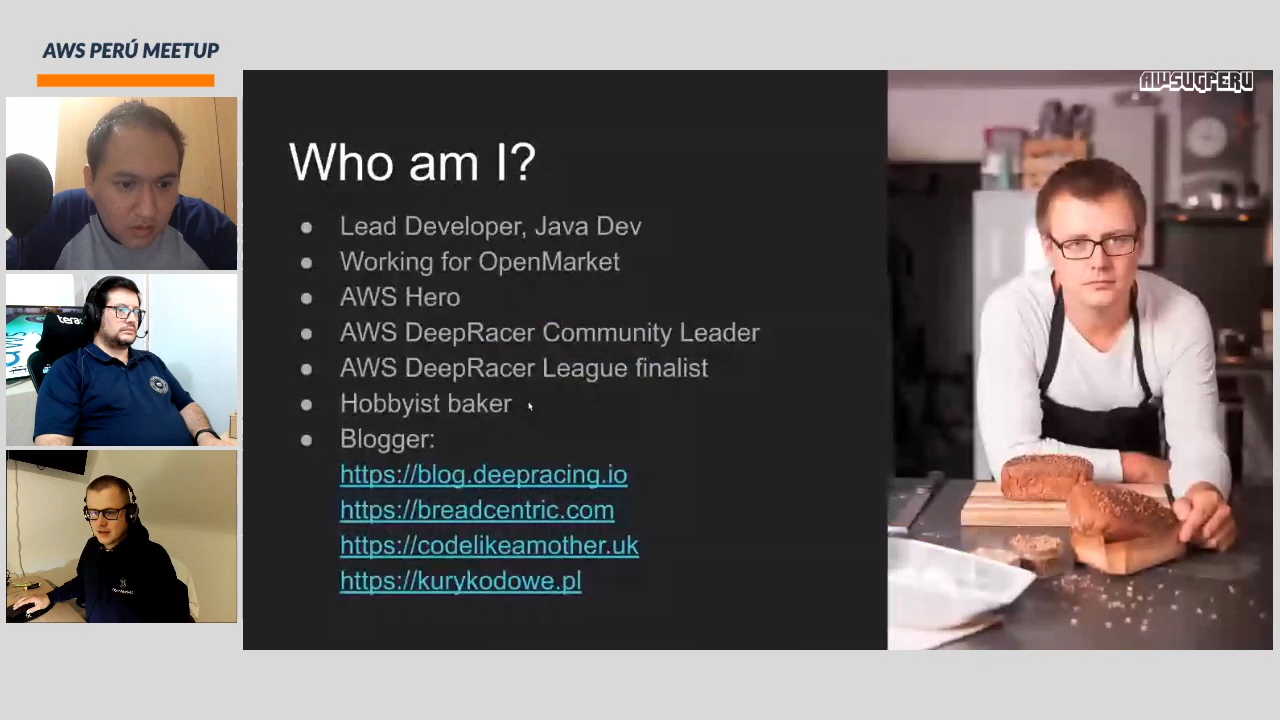 AWS PERÚ MEETUP
AWSUGPERU
Who am I?
● Lead Developer, Java Dev
● Working for OpenMarket
● AWS Hero
● AWS DeepRacer Community Leader
● AWS DeepRacer League finalist
● Hobbyist baker
● Blogger:
https://blog.deepracing.io
https://breadcentric.com
https://codelikeamother.uk
https://kurykodowe.pl